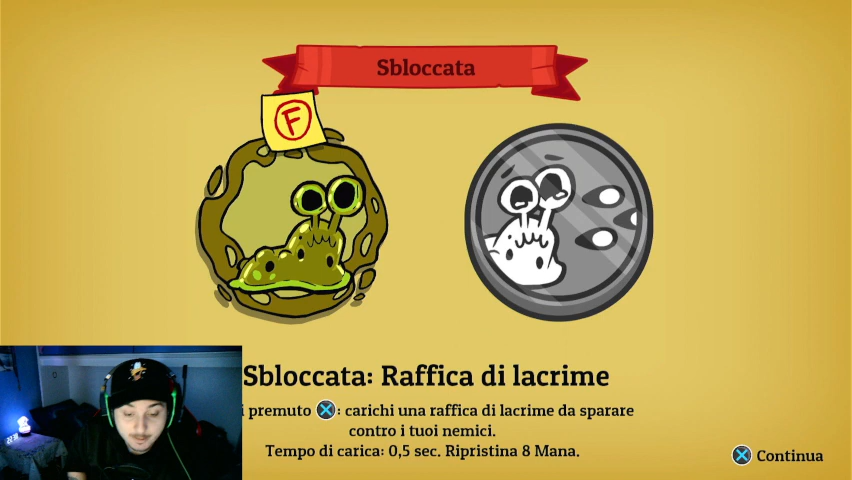 Sbloccata
F
Sbloccata: Raffica di lacrime
premuto : carichi una raffica di lacrime da sparare
contro i tuoi nemici.
Tempo di carica: 0,5 sec. Ripristina 8 Mana.
Continua